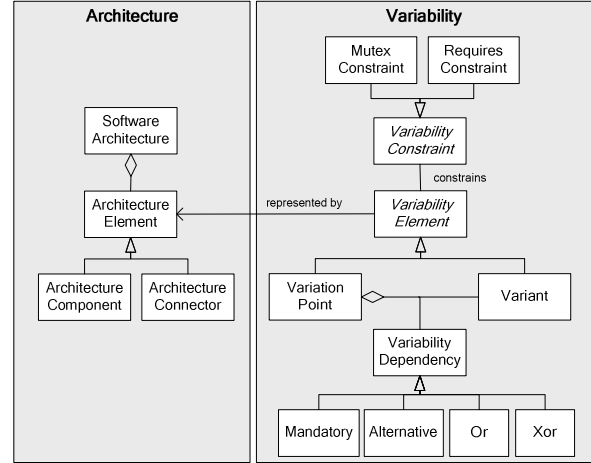 Architecture
Software
Architecture
Architecture
Element
Architecture
Component
Architecture
Connector
represented by
Variability
Mutex
Constraint
Requires
Constraint
Variability
Constraint
constrains
Variability
Element
Variation
Point
Variant
Variability
Dependency
Mandatory
Alternative
Or
Xor